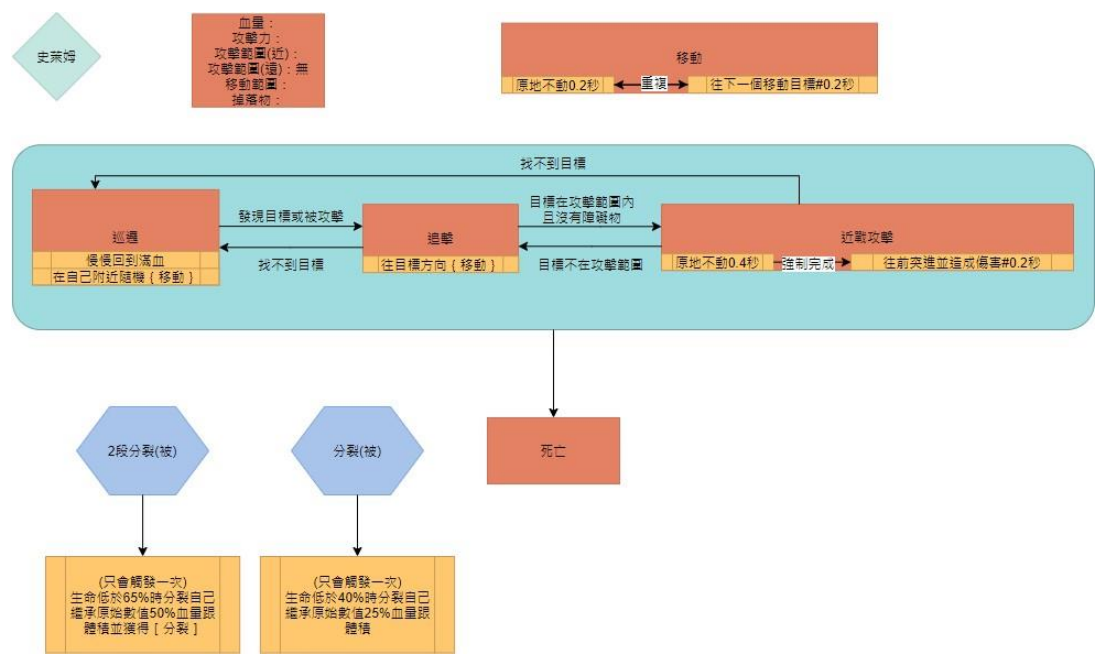 史萊姆
血量：
攻擊力：
攻擊範圍(近)：
攻擊範圍(遠)：無
移動範圍：
掉落物：
移動
原地不動0.2秒
重複
往下一個移動目標#0.2秒
找不到目標
巡邏
慢慢回到滿血
在自己附近隨機｛移動｝
發現目標或被攻擊
找不到目標
追擊
往目標方向｛移動｝
目標在攻擊範圍內
且沒有障礙物
目標不在攻擊範圍
近戰攻擊
原地不動0.4秒
強制完成
往前突進並造成傷害#0.2秒
2段分裂(被)
分裂(被)
死亡
(只會觸發一次)
生命低於65%時分裂自己
繼承原始數值50%血量跟
體積並獲得［分裂］
(只會觸發一次)
生命低於40%時分裂自己
繼承原始數值25%血量跟
體積